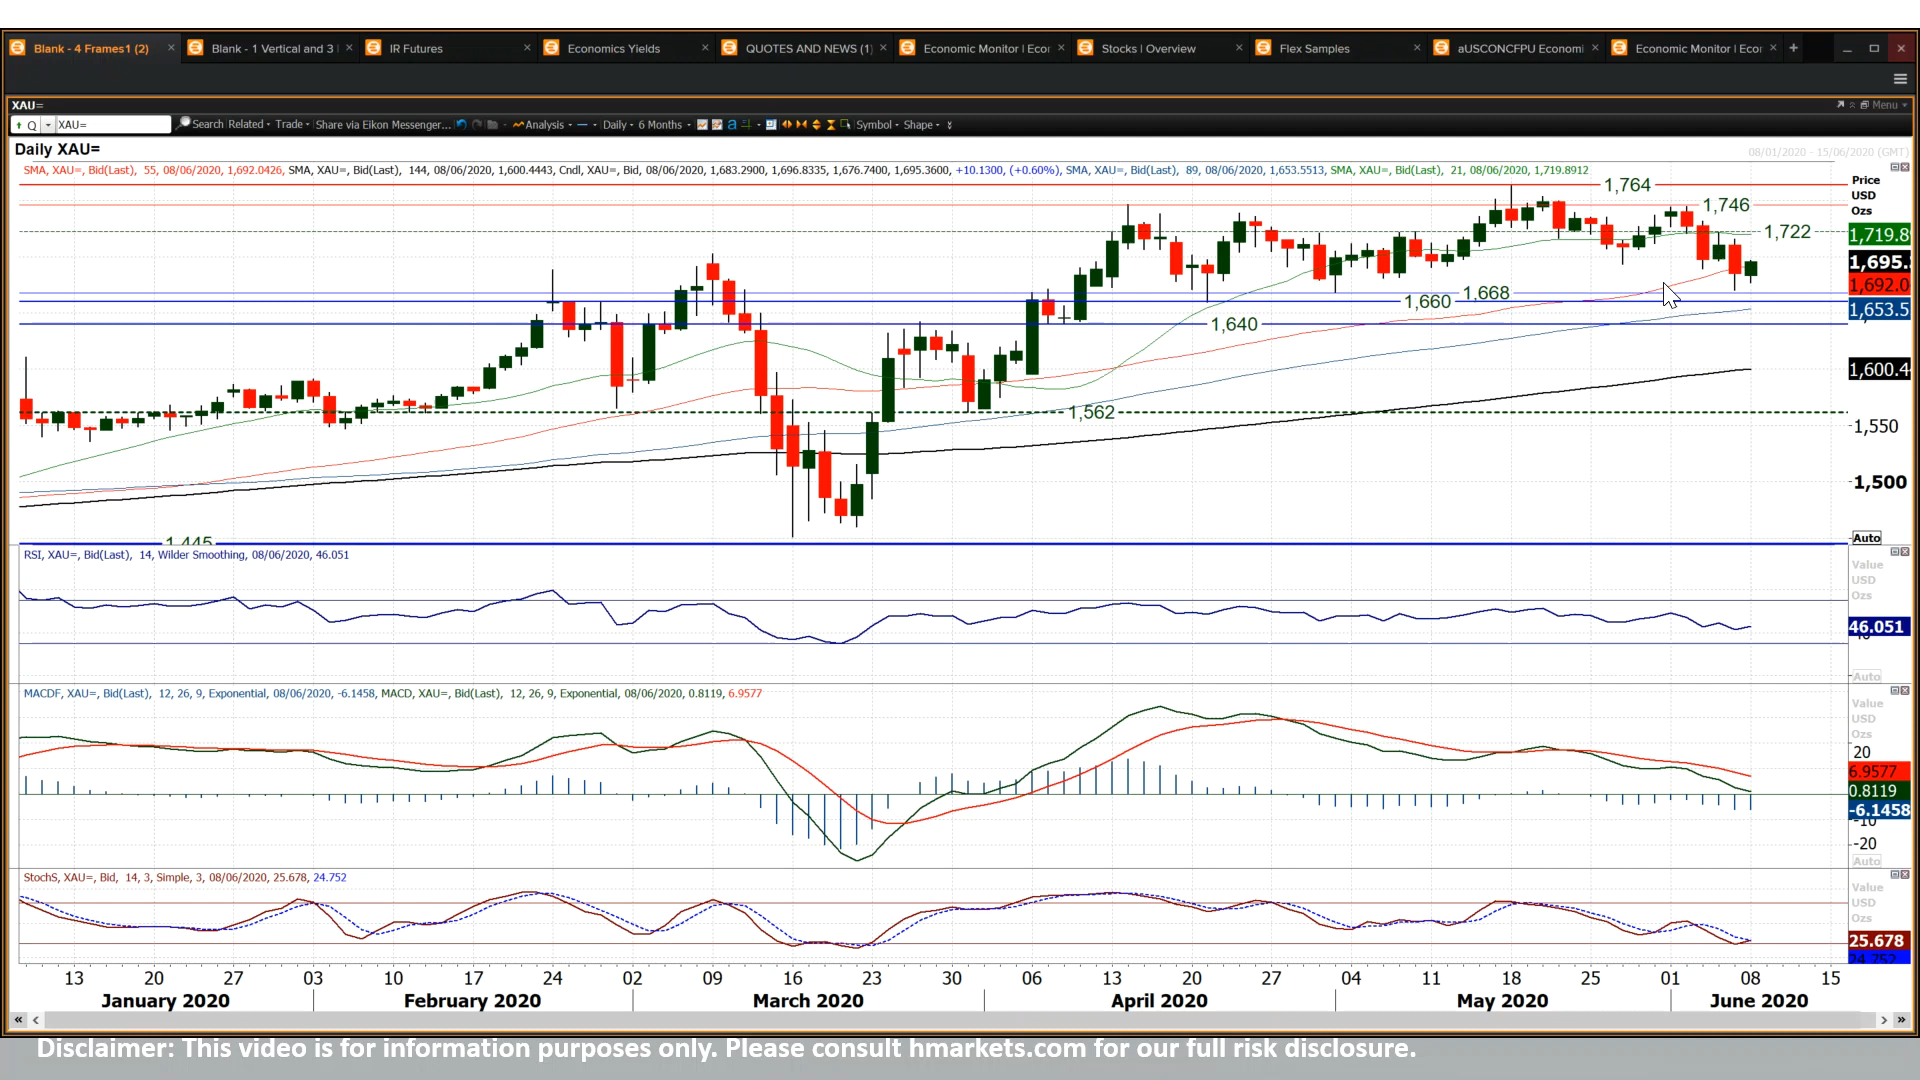 Blank - 4 Frames1 (2) Blank - 1 Vertical and 3 IR Futures Economics Yields QUOTES AND NEWS (1) Economic Monitor | Ecor Stocks | Overview Flex Samples aUSCONCFPU Economi Economic Monitor | Ecor
XAU= Menu
Q XAU= Search Related Trade Share via Eikon Messenger... Analysis Daily 6 Months Symbol Shape
Daily XAU=
08/01/2020 - 15/06/2020 (GMT)
SMA, XAU=, Bid(Last), 55, 08/06/2020, 1,692.0426, SMA, XAU=, Bid(Last), 144, 08/06/2020, 1,600.4443, Cndl, XAU=, Bid, 08/06/2020, 1,683.2900, 1,696.8335, 1,676.7400, 1,695.3600, +10.1300, (+0.60%), SMA, XAU=, Bid(Last), 89, 08/06/2020, 1,653.5513, SMA, XAU=, Bid(Last), 21, 08/06/2020, 1,719.8912
Price
USD
Ozs
1,764
1,746
1,722
1,719.8
1,695.
1,692.0
1,668
1,660
1,653.5
1,640
1,600.4
1,562
1,550
1,500
Auto
1,445
RSI, XAU=, Bid(Last), 14, Wilder Smoothing, 08/06/2020, 46.051
Value
USD
Ozs
46.051
Auto
MACDF, XAU=, Bid(Last), 12, 26, 9, Exponential, 08/06/2020, -6.1458, MACD, XAU=, Bid(Last), 12, 26, 9, Exponential, 08/06/2020, 0.8119, 6.9577
Value
USD
Ozs
20
6.9577
0.8119
-6.1458
-10
-20
Auto
StochS, XAU=, Bid, 14, 3, Simple, 3, 08/06/2020, 25.678, 24.752
Value
USD
Ozs
25.678
24.752
13 20 27 03 10 17 24 02 09 16 23 30 06 13 20 27 04 11 18 25 01 08 15
January 2020 February 2020 March 2020 April 2020 May 2020 June 2020
Disclaimer: This video is for information purposes only. Please consult hmarkets.com for our full risk disclosure.